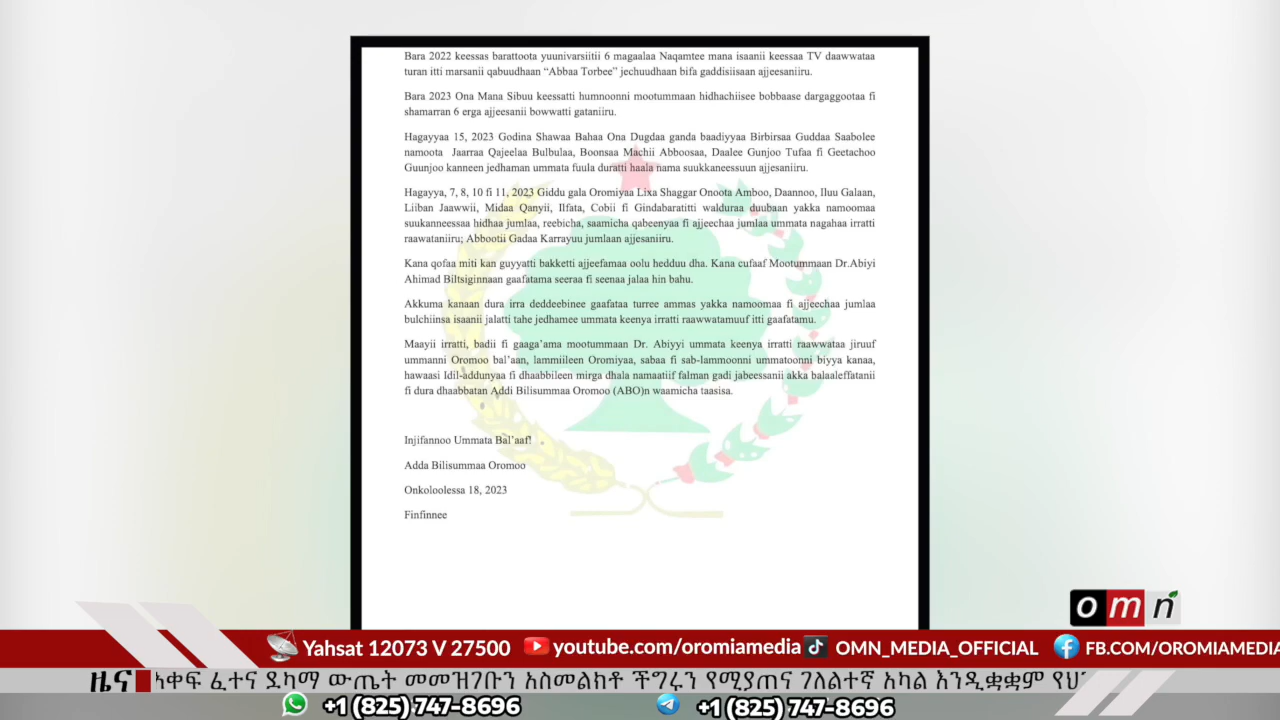 Bara 2022 keessas barattoota yuunivarsiitii 6 magaalaa Naqamtee mana isaanii keessaa TV daawwataa
turan itti marsanii qabuudhaan “Abbaa Torbee” jechuudhaan bifa gaddisiisaan ajjeesaniiru.
Bara 2023 Ona Mana Sibuu keessatti humnoonni mootummaan hidhachiisee bobbaase dargaggootaa fi
shamarran 6 erga ajjeesanii bowwatti gataniiru.
Hagayyaa 15, 2023 Godina Shawaa Bahaa Ona Dugdaa ganda baadiyyaa Birbirsaa Guddaa Saabolee
namoota Jaarraa Qajeelaa Bulbulaa, Boonsaa Machii Abboosaa, Daalee Gunjoo Tufaa fi Geetachoo
Guunjoo kanneen jedhaman ummata fuula duratti haala nama suukkaneessuun ajjesaniiru.
Hagayya, 7, 8, 10 fi 11, 2023 Giddu gala Oromiyaa Lixa Shaggar Onoota Amboo, Daannoo, Iluu Galaan,
Liiban Jaawwii, Midaa Qanyii, Ilfata, Cobii fi Gindabaratitti walduraa duubaan yakka namoomaa
suukanneessaa hidhaa jumlaa, reebicha, saamicha qabeenyaa fi ajjeechaa jumlaa ummata nagahaa irratti
raawataniiru; Abbootii Gadaa Karrayuu jumlaan ajjesaniiru.
Kana qofaa miti kan guyyatti bakketti ajjeefamaa oolu hedduu dha. Kana cufaaf Mootummaan Dr.Abiyi
Ahimad Biltsiginnaan gaafatama seeraa fi seenaa jalaa hin bahu.
Akkuma kanaan dura irra deddeebinee gaafataa turree ammas yakka namoomaa fi ajjeechaa jumlaa
bulchiinsa isaanii jalatti tahe jedhamee ummata keenya irratti raawwatamuuf itti gaafatamu.
Maayii irratti, badii fi gaaga’ama mootummaan Dr. Abiyyi ummata keenya irratti raawwataa jiruuf
ummanni Oromoo bal’aan, lammiileen Oromiyaa, sabaa fi sab-lammoonni ummatoonni biyya kanaa,
hawaasi Idil-addunyaa fi dhaabbileen mirga dhala namaatiif falman gadi jabeessanii akka balaaleffatanii
fi dura dhaabbatan Addi Bilisummaa Oromoo (ABO)n waamicha taasisa.
Injifannoo Ummata Bal’aaf!
Adda Bilisummaa Oromoo
Onkoloolessa 18, 2023
Finfinnee
omn
Yahsat 12073 V 27500 youtube.com/oromiamedia OMN_MEDIA_OFFICIAL FB.COM/OROMIAMEDIA
ዜና ፈተና ደካማ ውጤት መመዝገቡን አስመልክቶ ችግሩን የሚያጠና ገለልተኛ አካል እንዲቋቋም
+1 (825) 747-8696 +1 (825) 747-8696